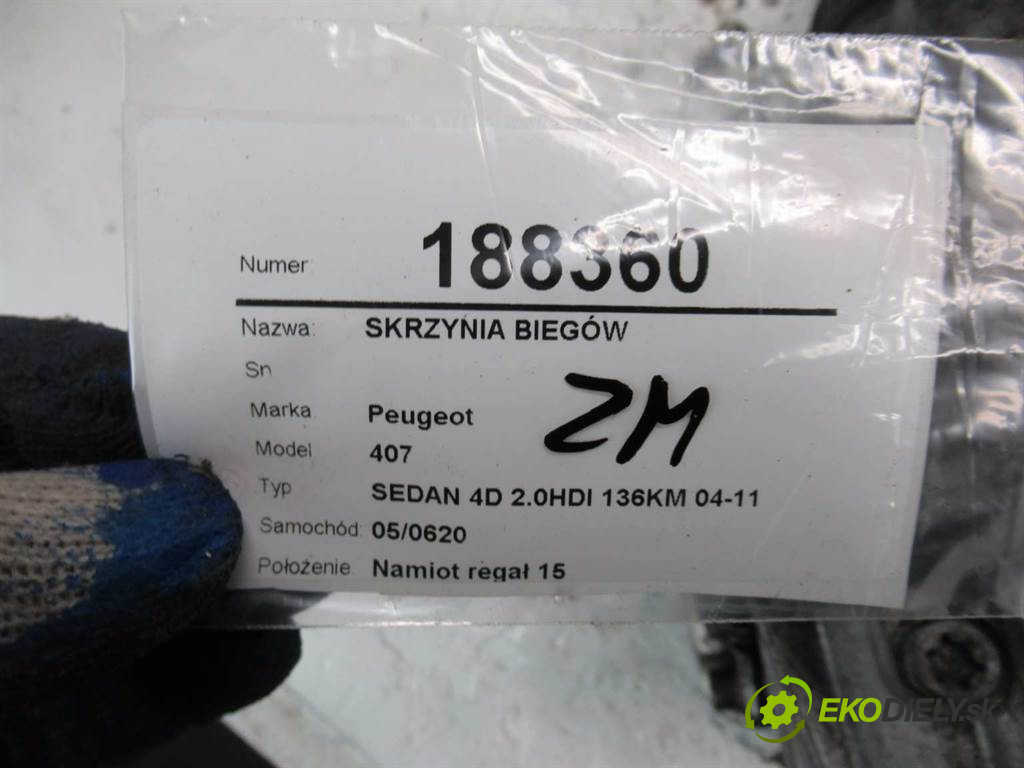 Numer 188360
Nazwa: SKRZYNIA BIEGÓW
Sn
Marka Peugeot
ZM
Model 407
Typ SEDAN 4D 2.0HDI 136KM 04-11
Samochód 05/0620
Położenie Namiot regał 15
EKODIELY.SK